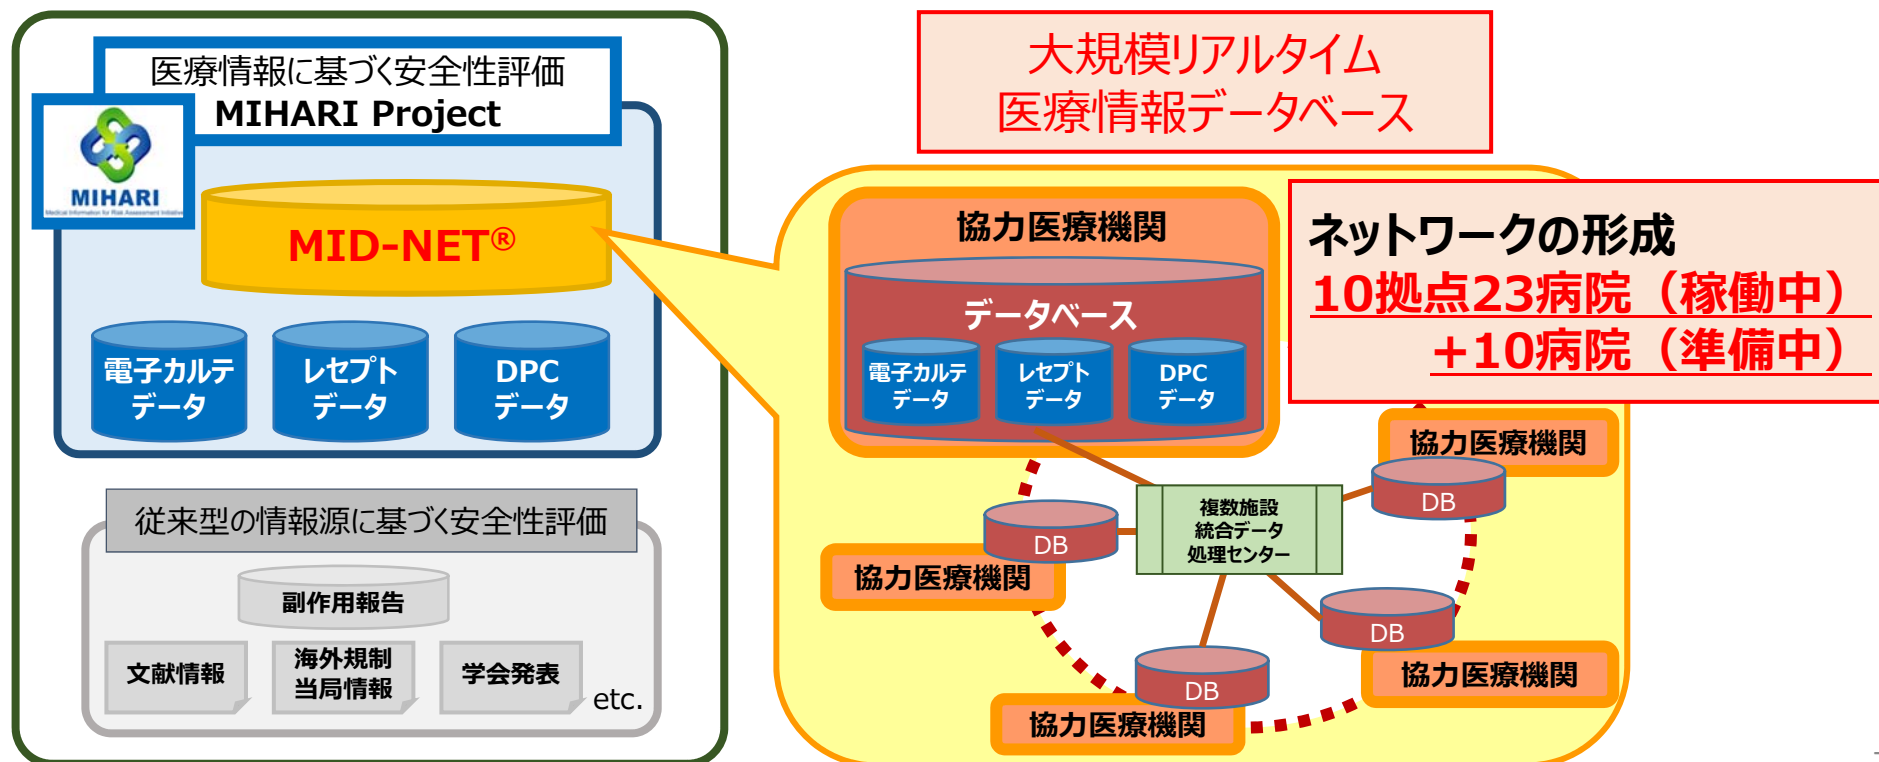 医療情報に基づく安全性評価
MIHARI Project
MIHARI
Medical Information for Risk Assessment Initiative
MID-NET®
電子カルテ
データ
レセプト
データ
DPC
データ
従来型の情報源に基づく安全性評価
副作用報告
文献情報
海外規制
当局情報
学会発表
etc.
大規模リアルタイム
医療情報データベース
協力医療機関
データベース
電子カルテ
データ
レセプト
データ
DPC
データ
ネットワークの形成
10拠点23病院（稼働中）
+10病院（準備中）
協力医療機関
DB
複数施設
統合データ
処理センター
DB
協力医療機関
DB
協力医療機関
DB
協力医療機関